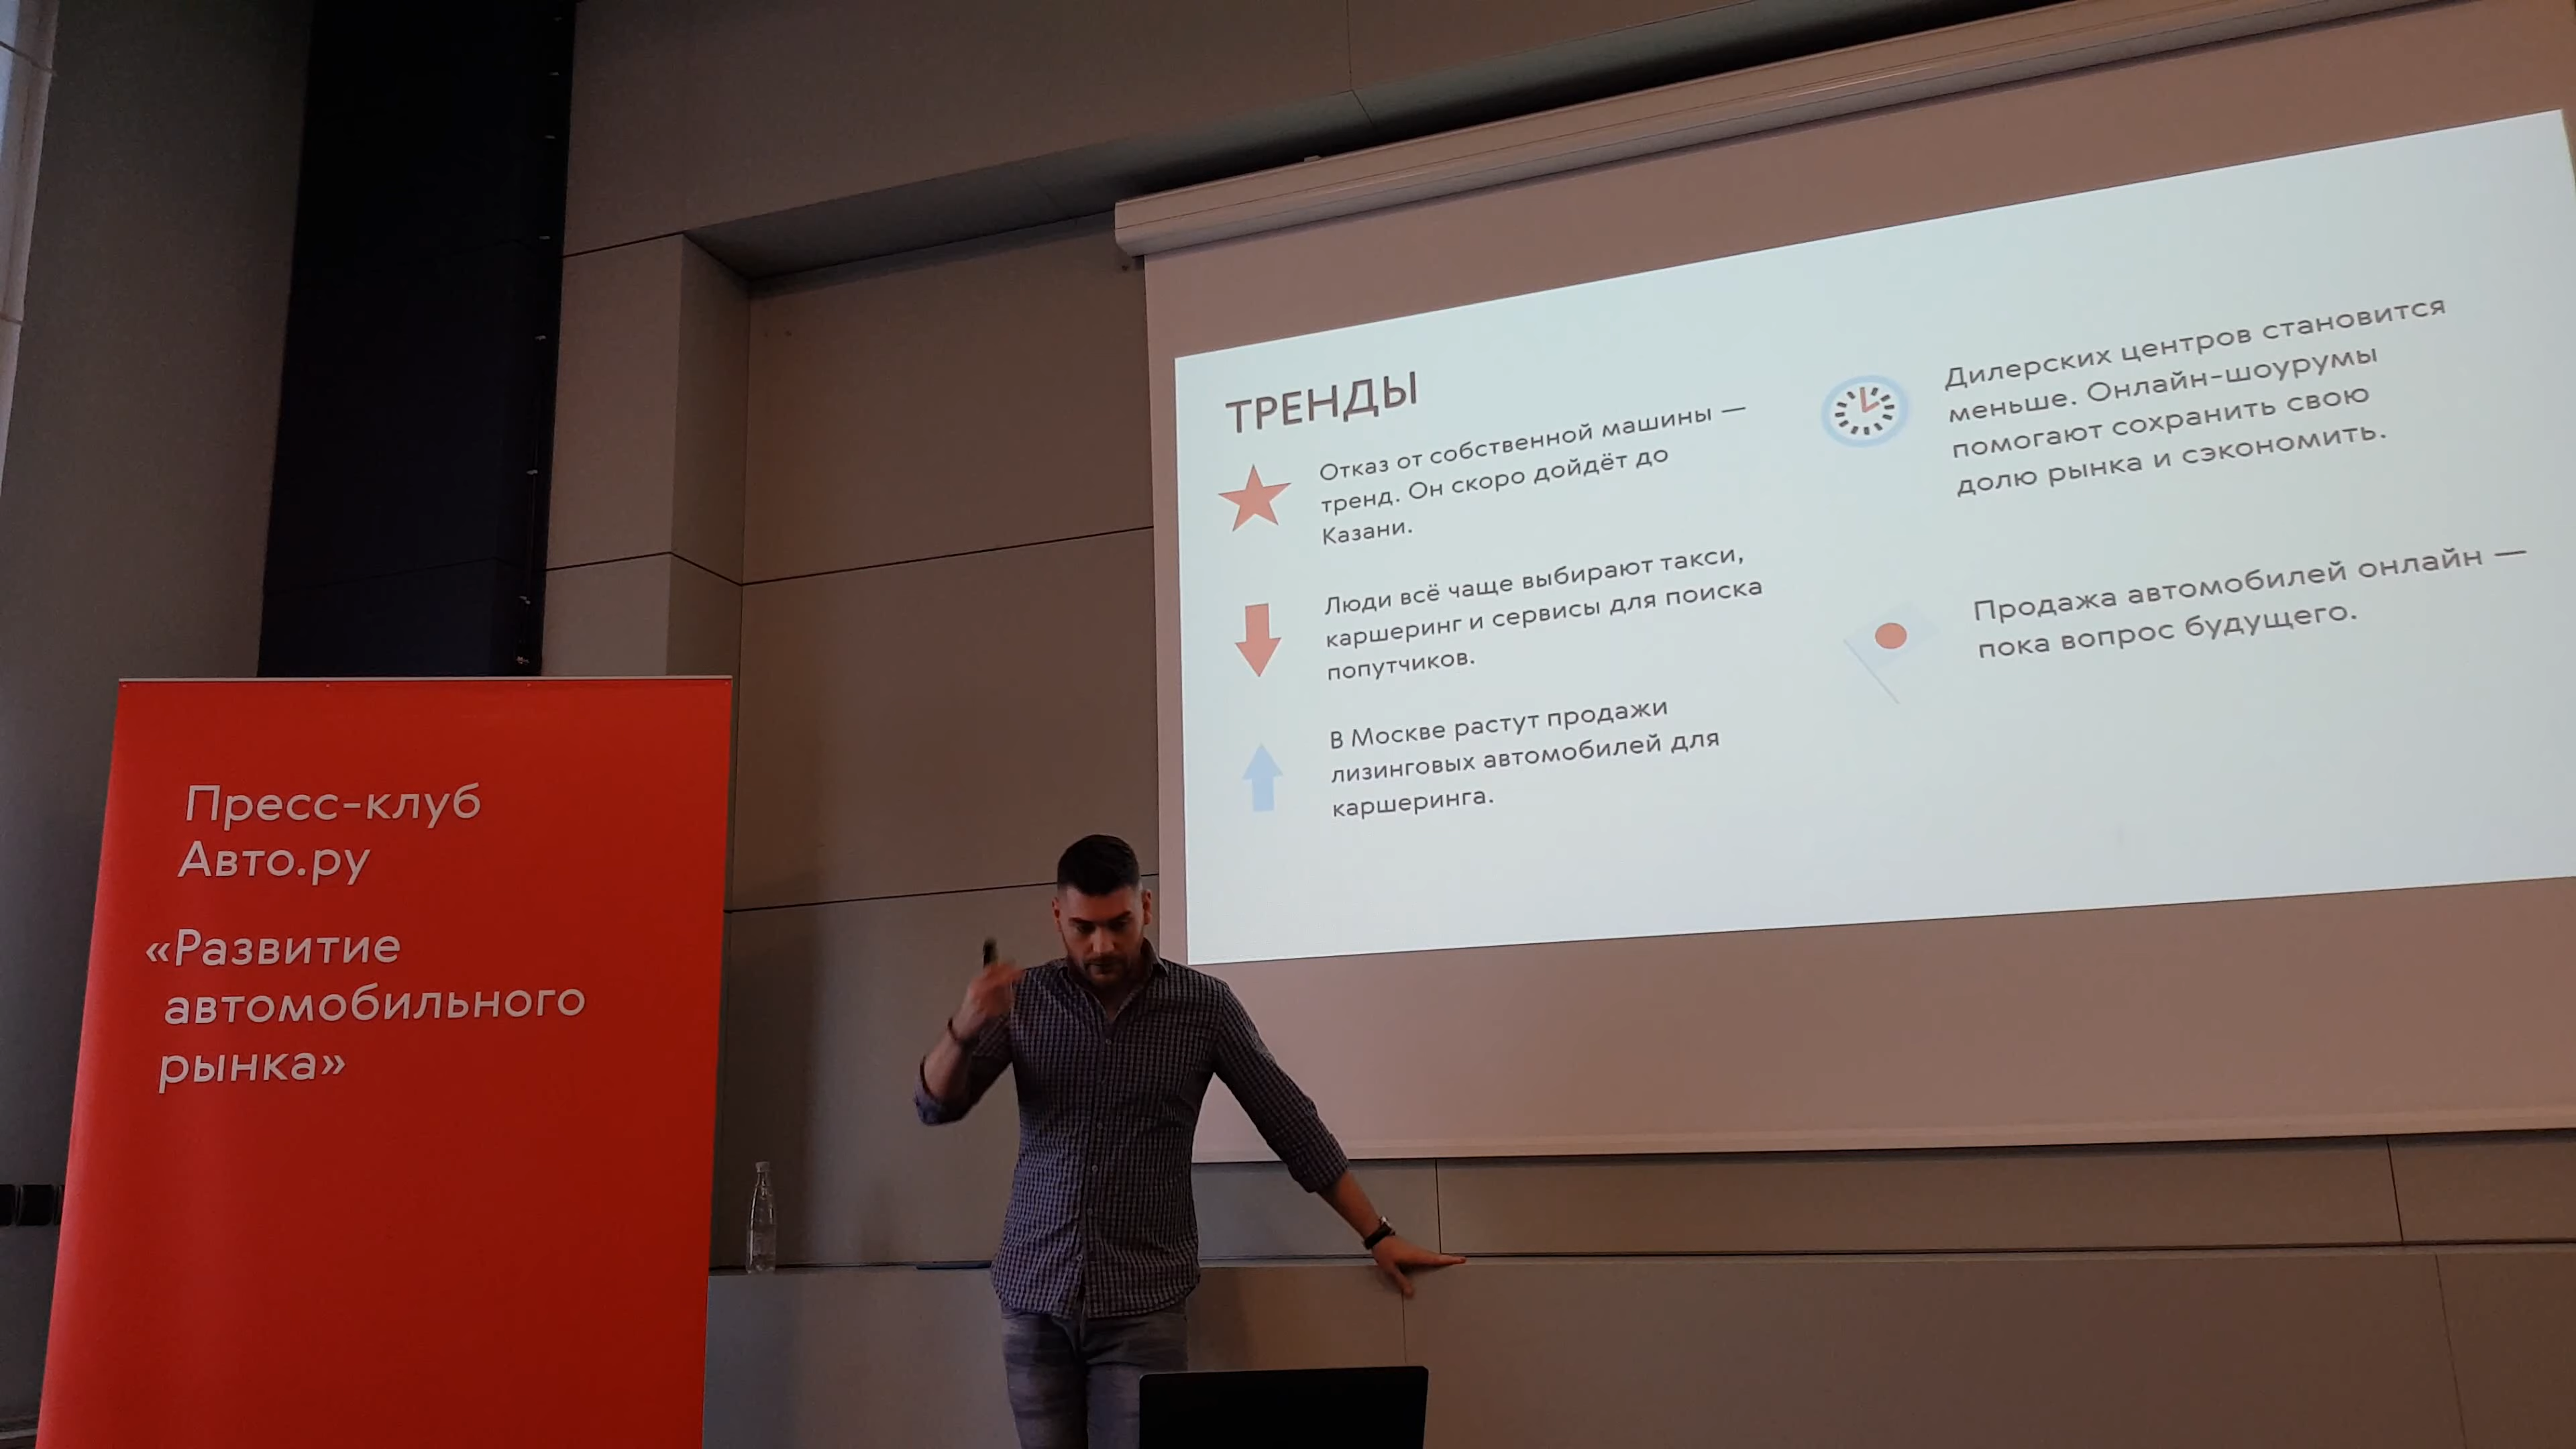 Пресс-клуб
Авто.ру
«Развитие
автомобильного
рынка»
ТРЕНДЫ
Отказ от собственной машины —
тренд. Он скоро дойдёт до
Казани.
Люди всё чаще выбирают такси,
каршеринг и сервисы для поиска
попутчиков.
В Москве растут продажи
лизинговых автомобилей для
каршеринга.
Дилерских центров становится
меньше. Онлайн-шоурумы
помогают сохранить свою
долю рынка и сэкономить.
Продажа автомобилей онлайн —
пока вопрос будущего.